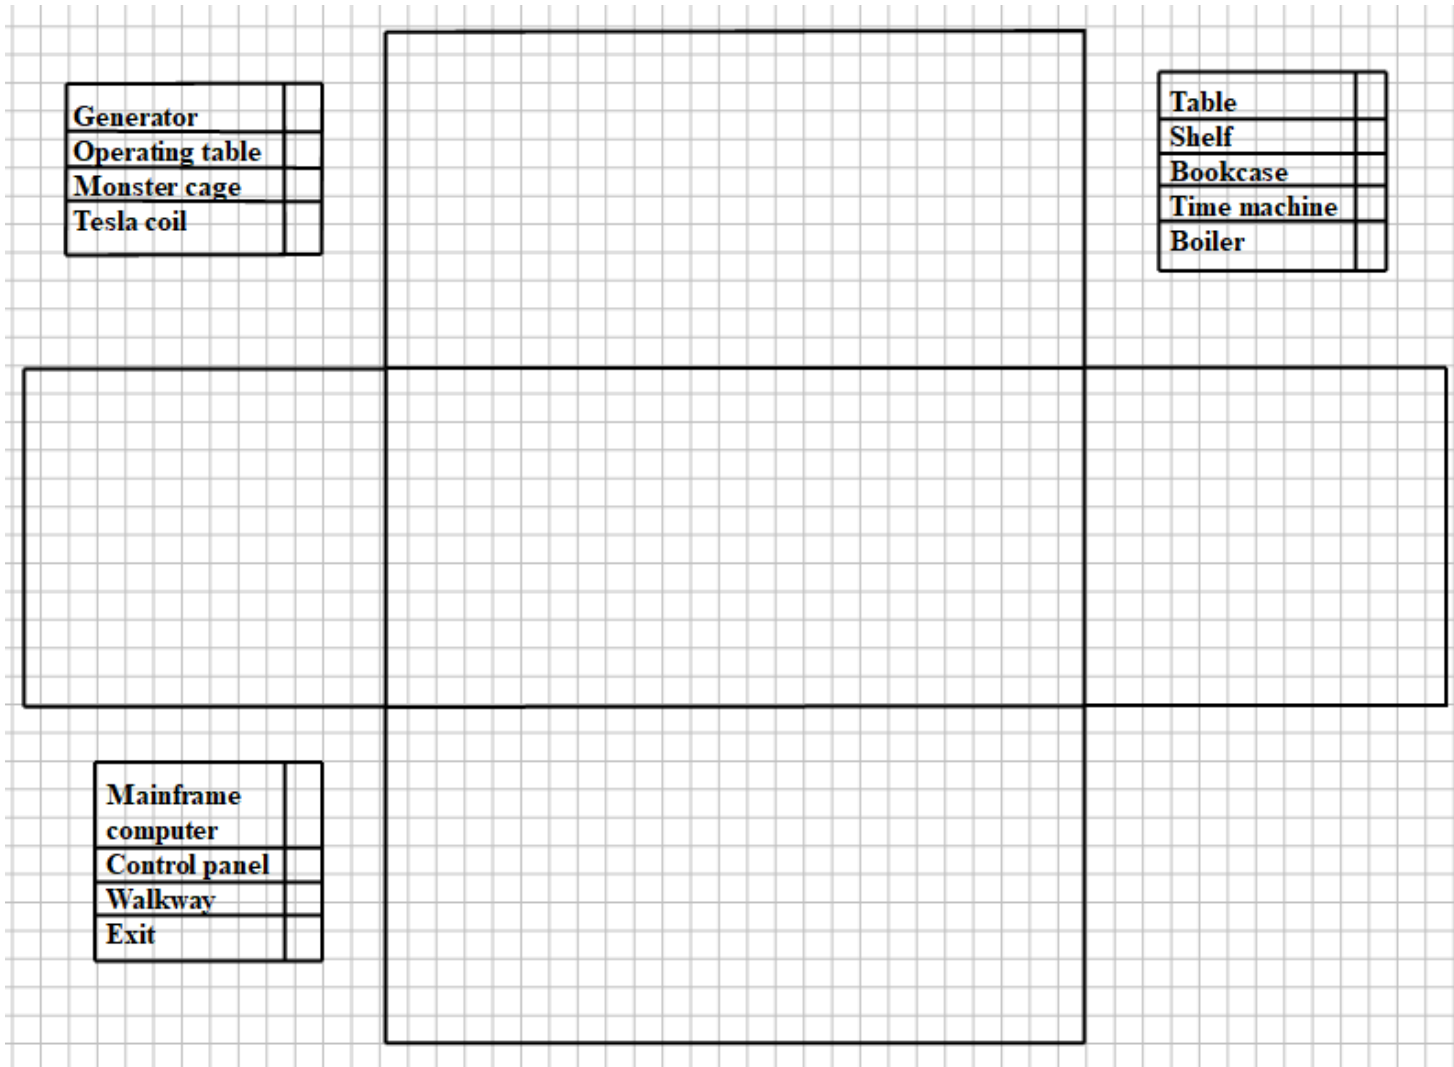 Generator
Operating table
Monster cage
Tesla coil
Table
Shelf
Bookcase
Time machine
Boiler
Mainframe
computer
Control panel
Walkway
Exit